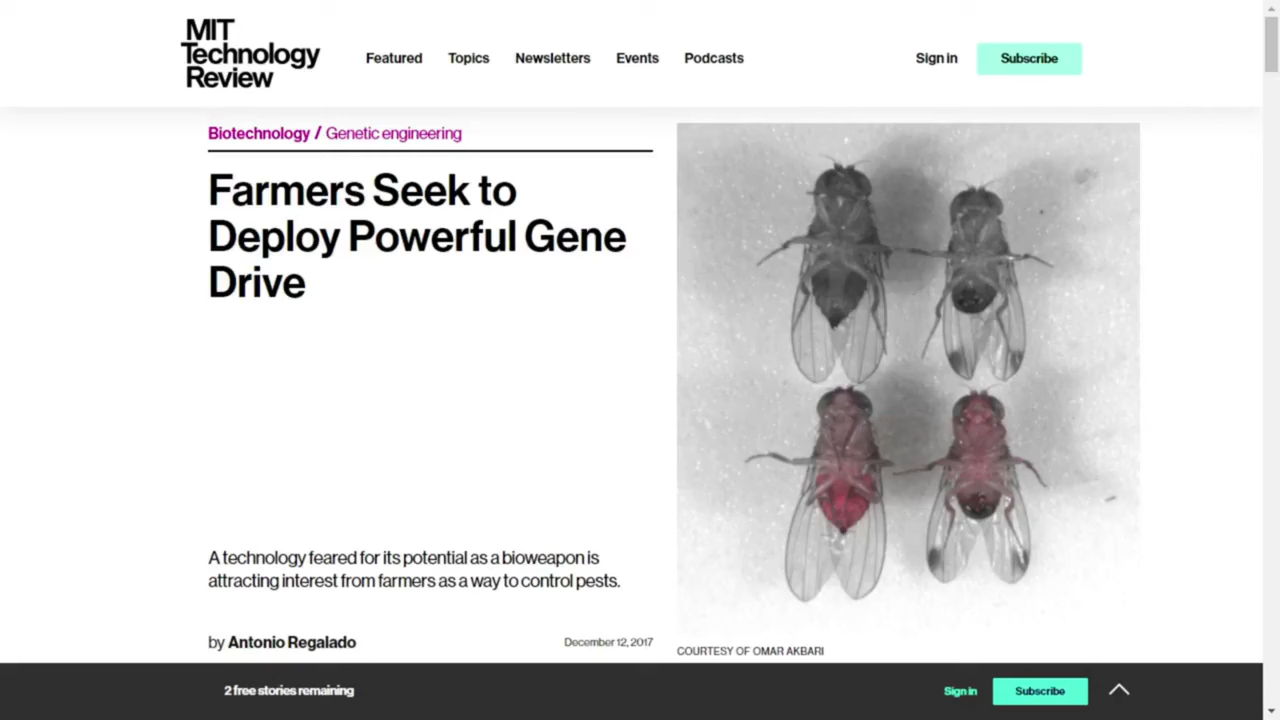 MIT
Technology
Review
Featured Topics Newsletters Events Podcasts Sign in Subscribe
Biotechnology / Genetic engineering
Farmers Seek to
Deploy Powerful Gene
Drive
A technology feared for its potential as a bioweapon is
attracting interest from farmers as a way to control pests.
by Antonio Regalado December 12, 2017
COURTESY OF OMAR AKBARI
2 free stories remaining Sign in Subscribe